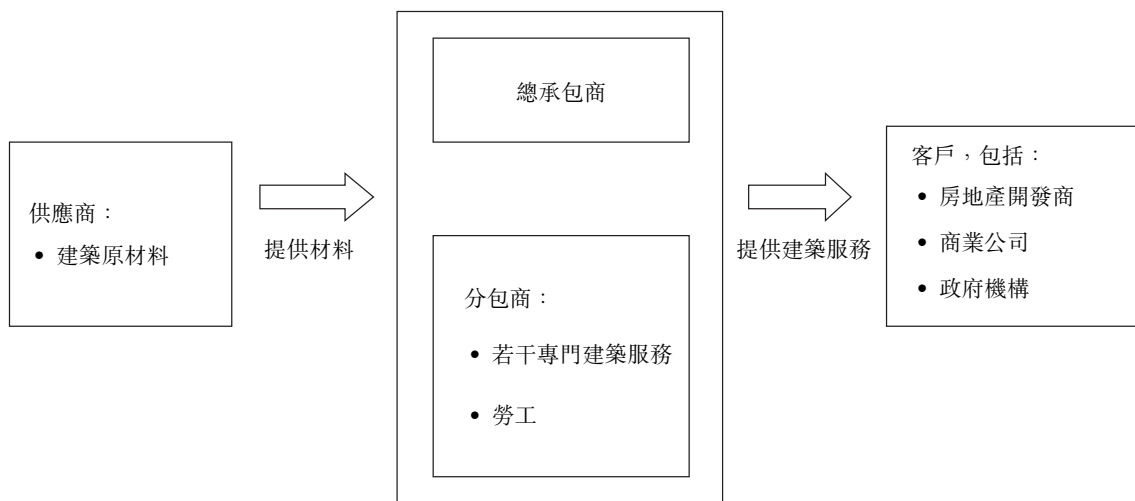 供應商：
• 建築原材料
提供材料
總承包商
分包商：
• 若干專門建築服務
• 勞工
提供建築服務
客戶，包括：
• 房地產開發商
• 商業公司
• 政府機構